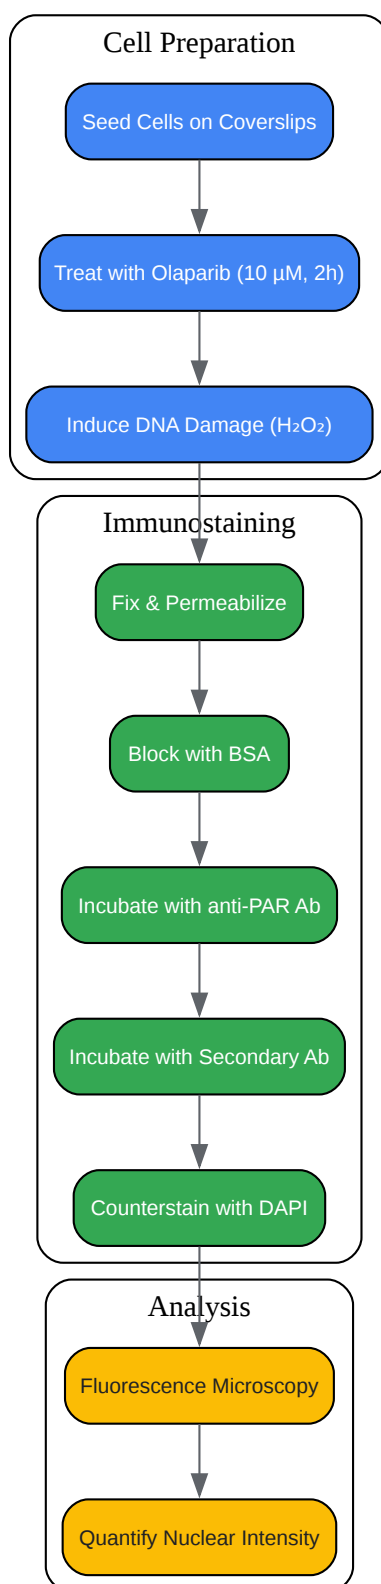 Cell Preparation
Seed Cells on Coverslips
Treat with Olaparib (10 µM, 2h)
Induce DNA Damage (H₂O₂)
Immunostaining
Fix & Permeabilize
Block with BSA
Incubate with anti-PAR Ab
Incubate with Secondary Ab
Counterstain with DAPI
Analysis
Fluorescence Microscopy
Quantify Nuclear Intensity